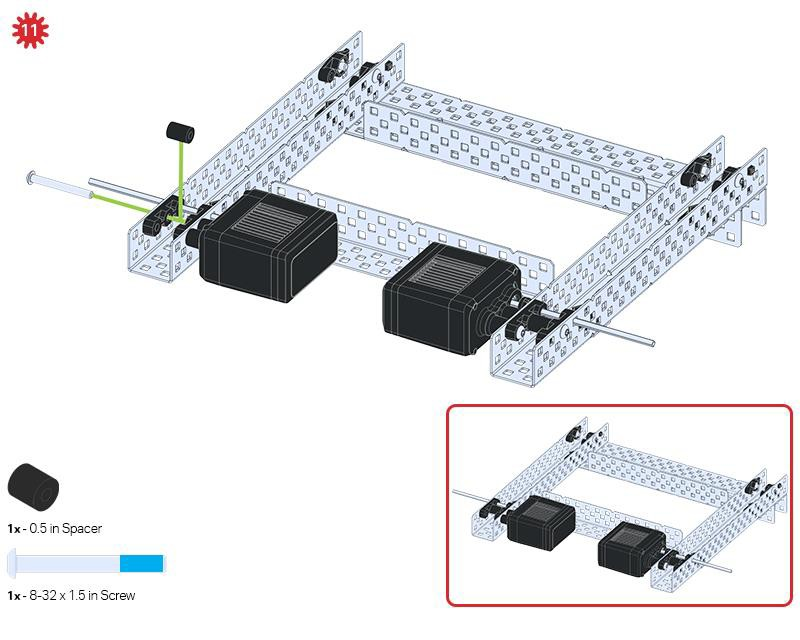 11
1x - 0.5 in Spacer
1x - 8-32 x 1.5 in Screw